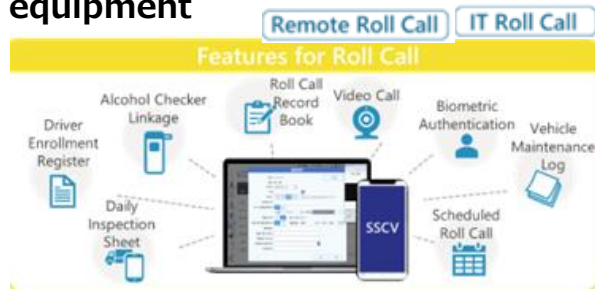 equipment
Remote Roll Call
IT Roll Call
Features for Roll Call
Driver
Enrollment
Register
Alcohol Checker
Linkage
Roll Call
Record
Book
Video Call
Biometric
Authentication
Vehicle
Maintenance
Log
Daily
Inspection
Sheet
SSCV
Scheduled
Roll Call